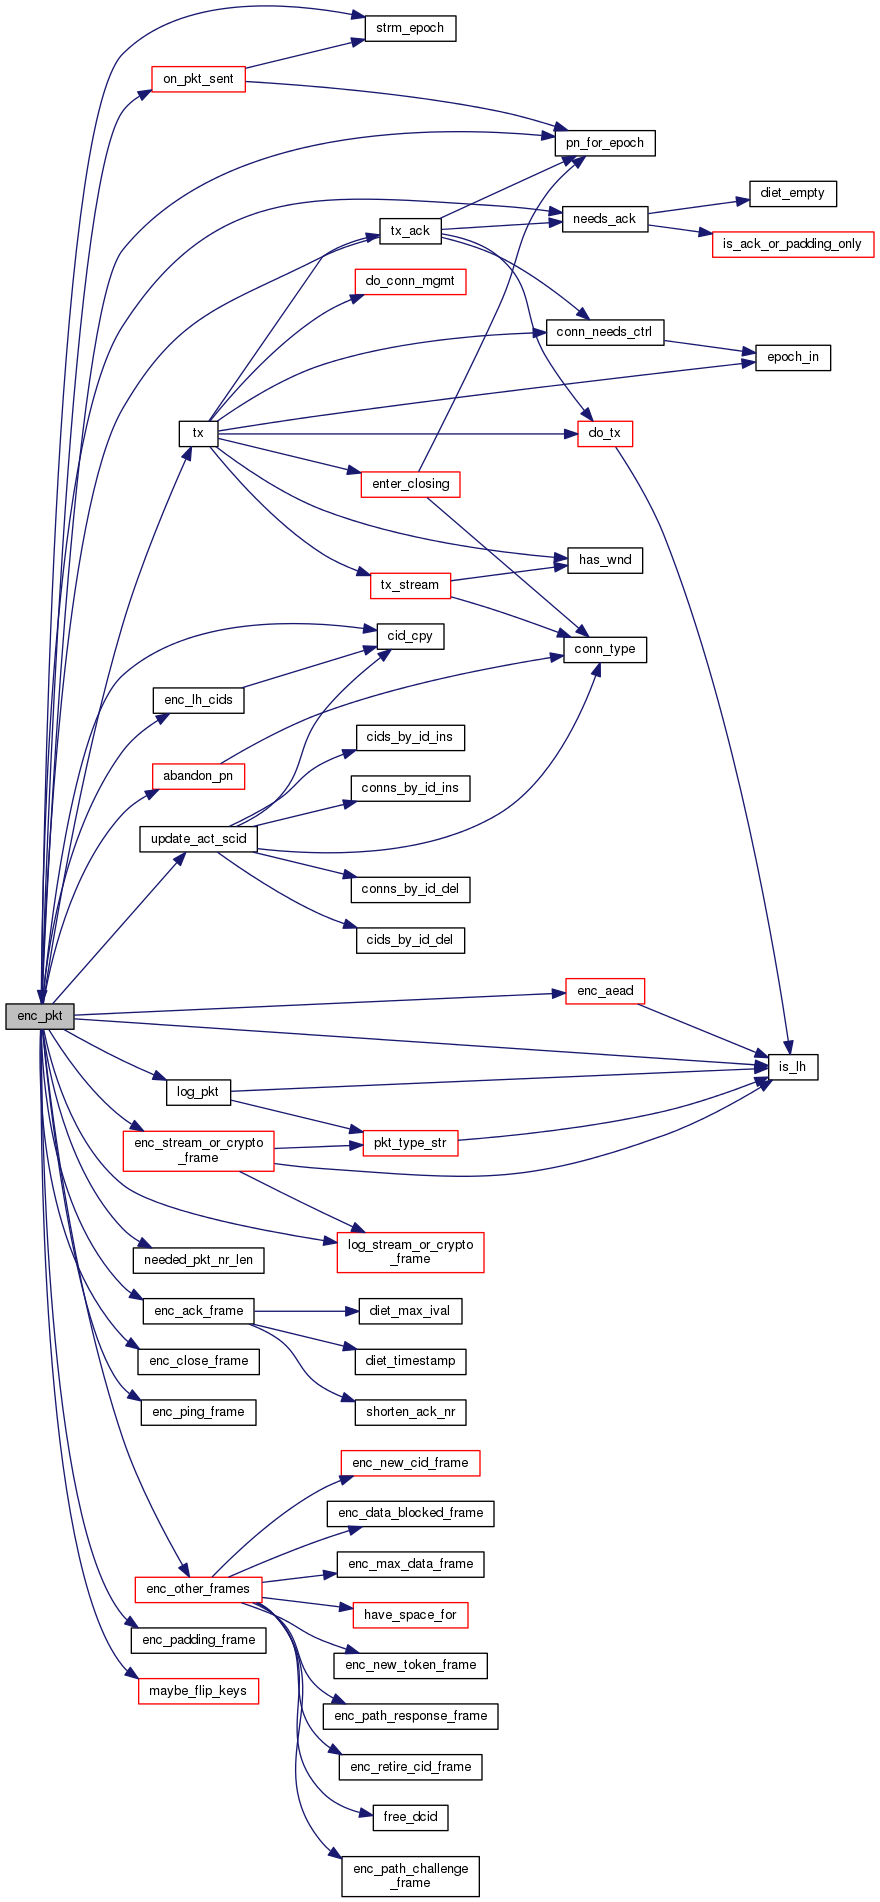 strm_epoch
on_pkt_sent
pn_for_epoch
diet_empty
needs_ack
tx_ack
is_ack_or_padding_only
do_conn_mgmt
conn_needs_ctrl
epoch_in
tx
do_tx
enter_closing
has_wnd
tx_stream
cid_cpy
conn_type
enc_lh_cids
cids_by_id_ins
abandon_pn
conns_by_id_ins
update_act_scid
conns_by_id_del
cids_by_id_del
enc_aead
enc_pkt
is_lh
log_pkt
enc_stream_or_crypto
_frame
pkt_type_str
log_stream_or_crypto
_frame
needed_pkt_nr_len
enc_ack_frame
diet_max_ival
enc_close_frame
diet_timestamp
enc_ping_frame
shorten_ack_nr
enc_new_cid_frame
enc_data_blocked_frame
enc_max_data_frame
enc_other_frames
have_space_for
enc_padding_frame
enc_new_token_frame
maybe_flip_keys
enc_path_response_frame
enc_retire_cid_frame
free_dcid
enc_path_challenge
_frame